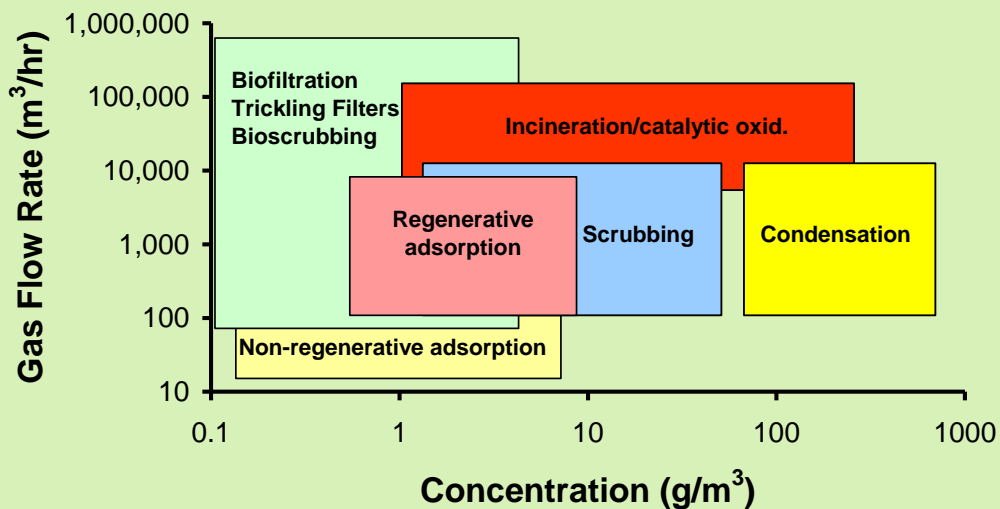 Gas Flow Rate (m³/hr)
1,000,000
100,000
10,000
1,000
100
10
Biofiltration
Trickling Filters
Bioscrubbing
Incineration/catalytic oxid.
Regenerative
adsorption
Scrubbing
Condensation
Non-regenerative adsorption
0.1 1 10 100 1000
Concentration (g/m³)